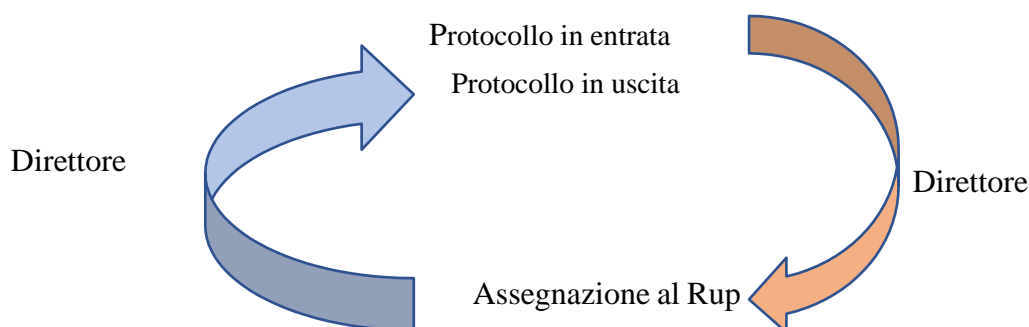 Protocollo in entrata
Protocollo in uscita
Direttore
Direttore
Assegnazione al Rup